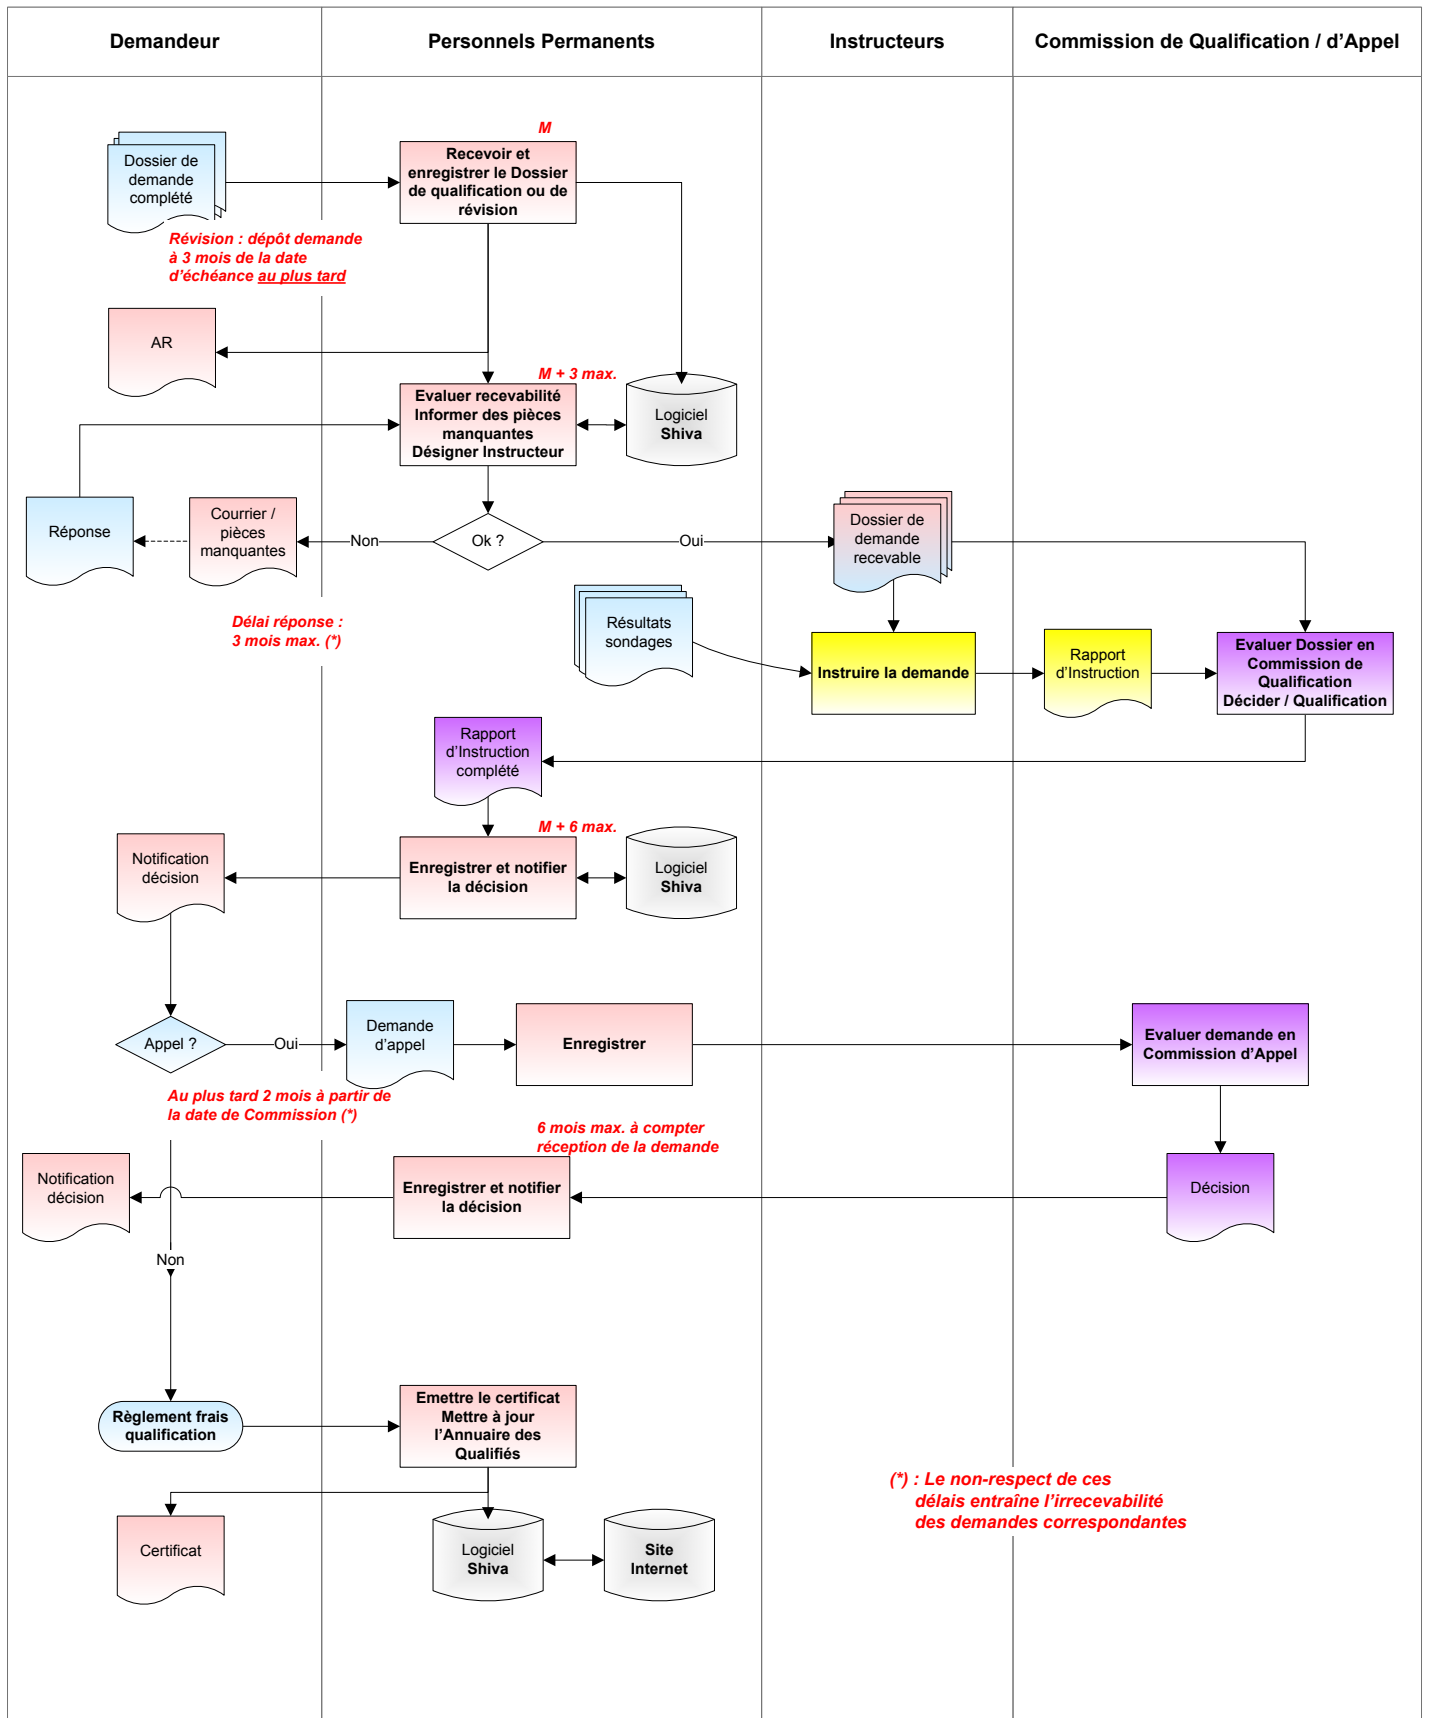 Demandeur
Personnels Permanents
Instructeurs
Commission de Qualification / d'Appel
M
Dossier de
demande
complété
Recevoir et
enregistrer le Dossier
de qualification ou de
révision
Révision : dépôt demande
à 3 mois de la date
d'échéance au plus tard
AR
M + 3 max.
Evaluer recevabilité
Informer des pièces
manquantes
Désigner Instructeur
Logiciel
Shiva
Réponse
Courrier /
pièces
manquantes
Non
Ok ?
Oui
Dossier de
demande
recevable
Délai réponse :
3 mois max. (*)
Résultats
sondages
Instruire la demande
Rapport
d'Instruction
Evaluer Dossier en
Commission de
Qualification
Décider / Qualification
Rapport
d'Instruction
complété
M + 6 max.
Notification
décision
Enregistrer et notifier
la décision
Logiciel
Shiva
Appel ?
Oui
Demande
d'appel
Enregistrer
Evaluer demande en
Commission d'Appel
Au plus tard 2 mois à partir de
la date de Commission (*)
6 mois max. à compter
réception de la demande
Notification
décision
Enregistrer et notifier
la décision
Décision
Non
Règlement frais
qualification
Emettre le certificat
Mettre à jour
l'Annuaire des
Qualifiés
(*) : Le non-respect de ces
délais entraîne l'irrecevabilité
des demandes correspondantes
Certificat
Logiciel
Shiva
Site
Internet